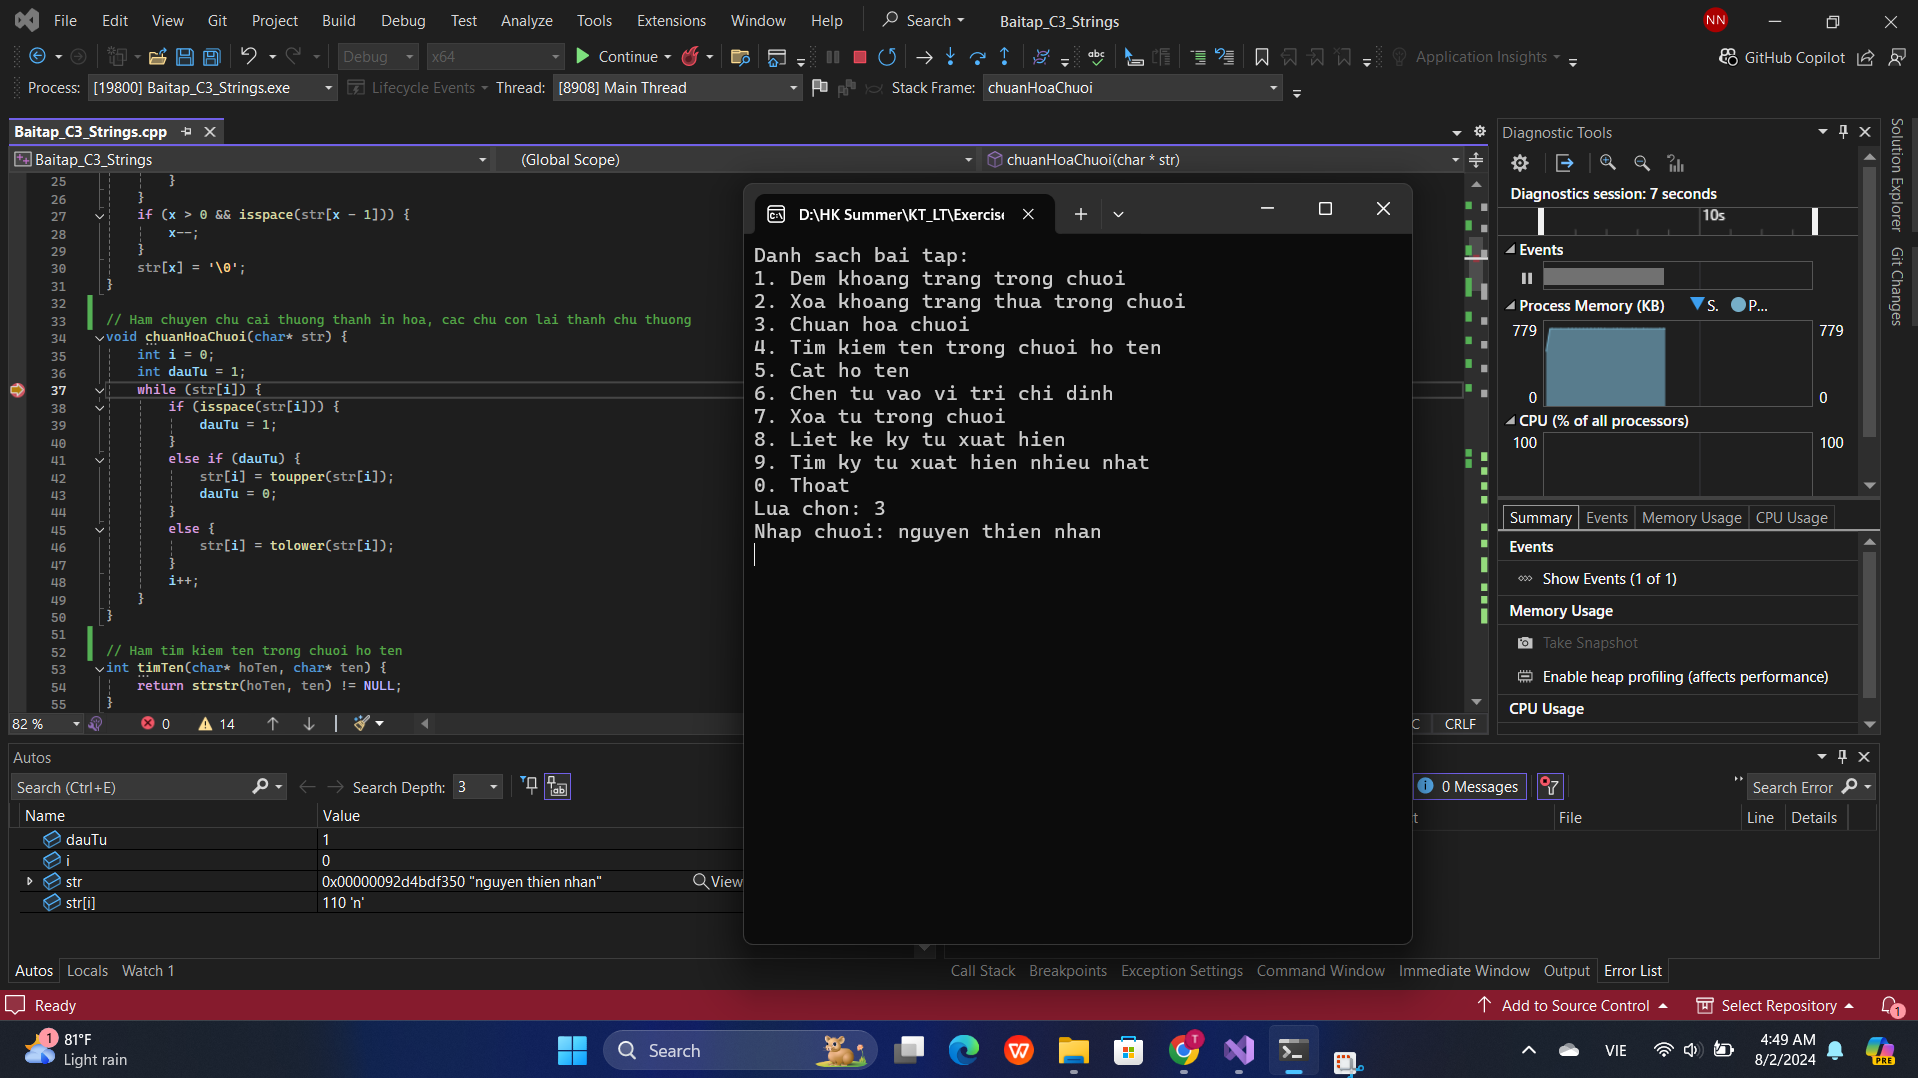 File Edit View Git Project Build Debug Test Analyze Tools Extensions Window Help Search Baitap_C3_Strings NN
Debug x64 Continue abc Application Insights GitHub Copilot
Process: [19800] Baitap_C3_Strings.exe Lifecycle Events Thread: [8908] Main Thread Stack Frame: chuanHoaChuoi
Baitap_C3_Strings.cpp
Baitap_C3_Strings (Global Scope) chuanHoaChuoi(char * str)
25 }
26 }
27 if (x > 0 && isspace(str[x - 1])) {
28 x--;
29 }
30 str[x] = '\0';
31 }
32
33 // Ham chuyen chu cai thuong thanh in hoa, cac chu con lai thanh chu thuong
34 void chuanHoaChuoi(char* str) {
35 int i = 0;
36 int dauTu = 1;
37 while (str[i]) {
38 if (isspace(str[i])) {
39 dauTu = 1;
40 }
41 else if (dauTu) {
42 str[i] = toupper(str[i]);
43 dauTu = 0;
44 }
45 else {
46 str[i] = tolower(str[i]);
47 }
48 i++;
49 }
50 }
51
52 // Ham tim kiem ten trong chuoi ho ten
53 int timTen(char* hoTen, char* ten) {
54 return strstr(hoTen, ten) != NULL;
55 }
82 % 0 14 C CRLF
D:\HK Summer\KT_LT\Exercise
Danh sach bai tap:
1. Dem khoang trang trong chuoi
2. Xoa khoang trang thua trong chuoi
3. Chuan hoa chuoi
4. Tim kiem ten trong chuoi ho ten
5. Cat ho ten
6. Chen tu vao vi tri chi dinh
7. Xoa tu trong chuoi
8. Liet ke ky tu xuat hien
9. Tim ky tu xuat hien nhieu nhat
0. Thoat
Lua chon: 3
Nhap chuoi: nguyen thien nhan
Diagnostic Tools
Diagnostics session: 7 seconds
10s
Events
Process Memory (KB) S. P...
779 779
0 0
CPU (% of all processors)
100 100
Summary Events Memory Usage CPU Usage
Events
Show Events (1 of 1)
Memory Usage
Take Snapshot
Enable heap profiling (affects performance)
CPU Usage
Solution Explorer
Git Changes
Autos
Search (Ctrl+E) Search Depth: 3
Name Value
dauTu 1
i 0
str 0x00000092d4bdf350 "nguyen thien nhan" View
str[i] 110 'n'
0 Messages Search Error
t File Line Details
Autos Locals Watch 1
Call Stack Breakpoints Exception Settings Command Window Immediate Window Output Error List
Ready Add to Source Control Select Repository 1
1 81°F
Light rain
Search
T
VIE
4:49 AM
8/2/2024
PRE